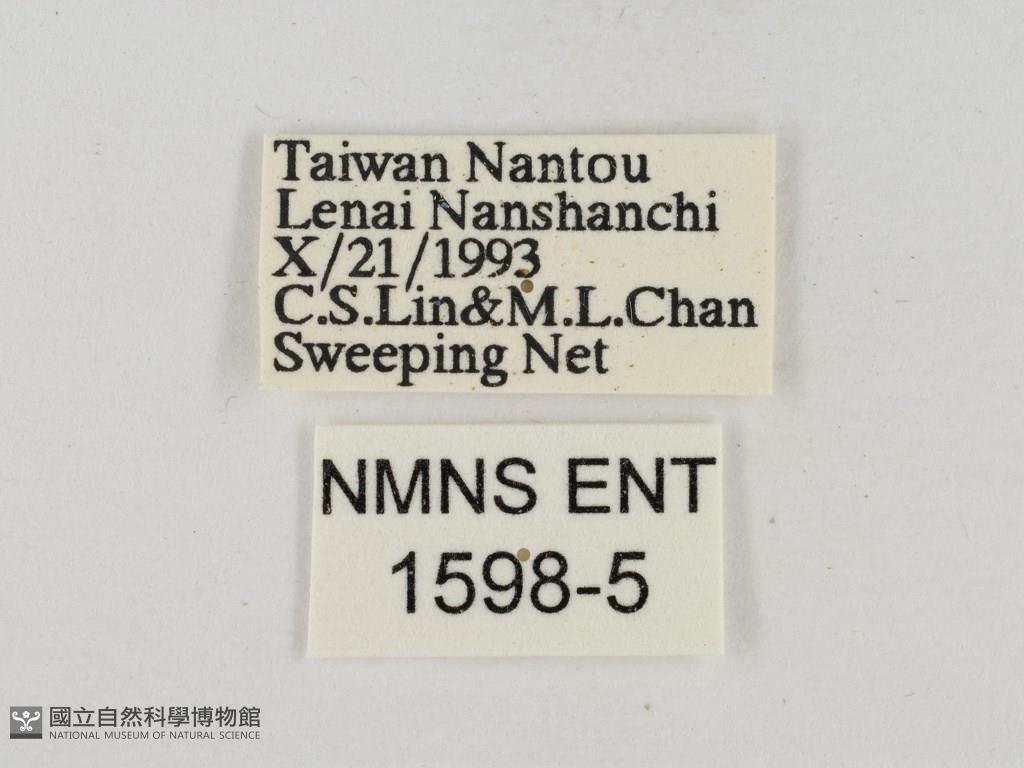 Taiwan Nantou
Lenai Nanshanchi
X/21/1993
C.S.Lin&M.L.Chan
Sweeping Net
NMNS ENT
1598-5
國立自然科學博物館
NATIONAL MUSEUM OF NATURAL SCIENCE